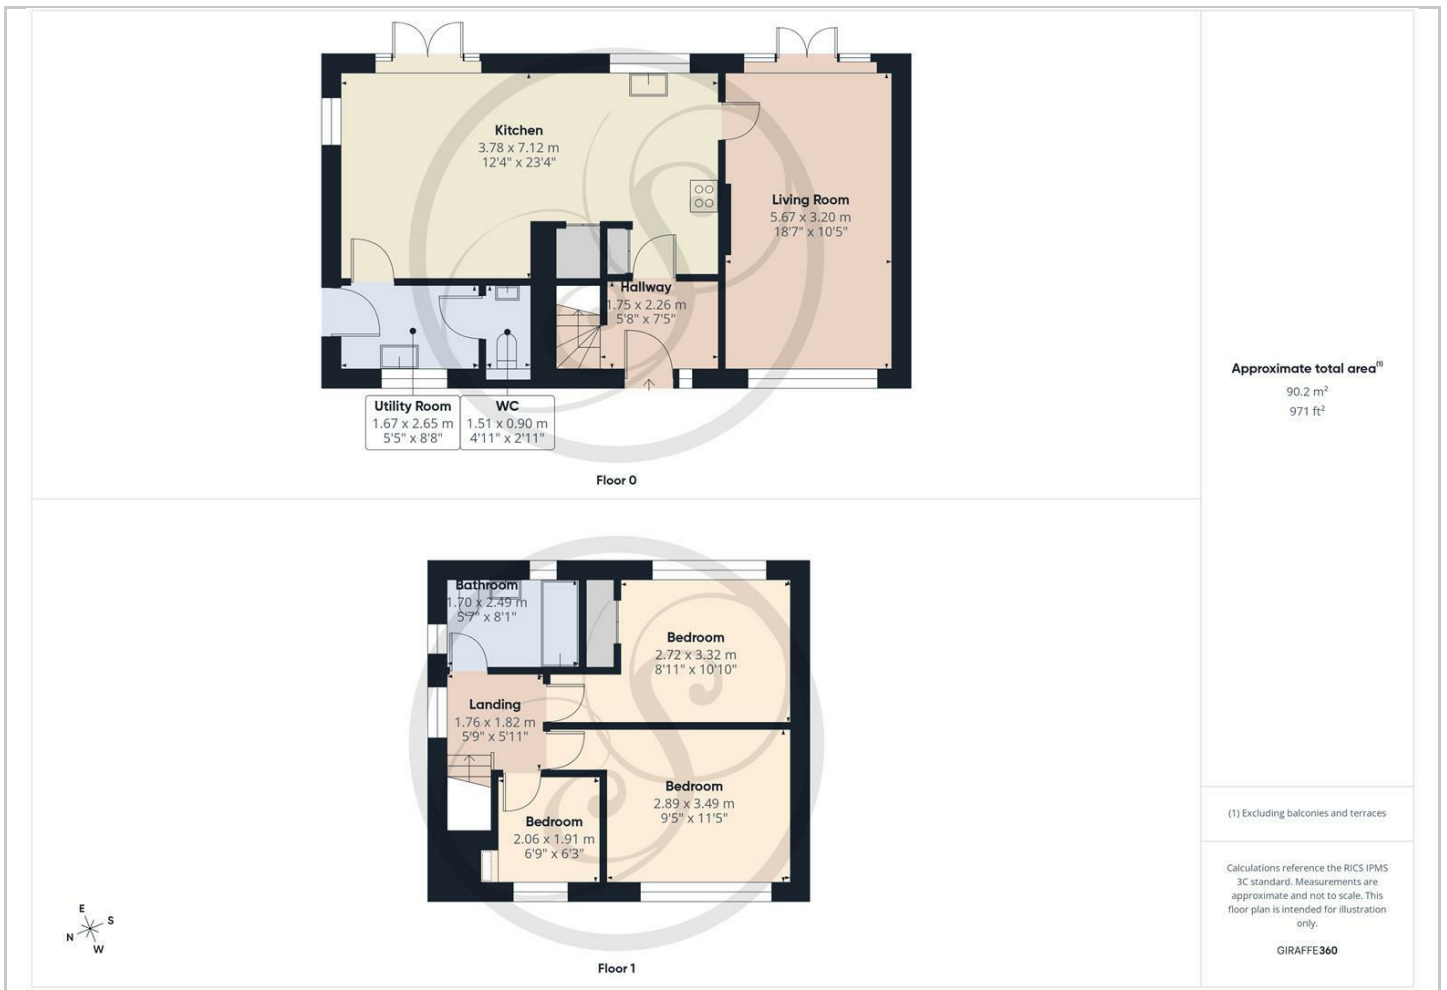 Kitchen
3.78 x 7.12 m
12'4" x 23'4"
Living Room
5.67 x 3.20 m
18'7" x 10'5"
Hallway
1.75 x 2.26 m
5'8" x 7'5"
Utility Room
1.67 x 2.65 m
5'5" x 8'8"
WC
1.51 x 0.90 m
4'11" x 2'11"
Floor 0
Approximate total area(1)
90.2 m²
971 ft²
Bathroom
1.70 x 2.49 m
5'7" x 8'1"
Bedroom
2.72 x 3.32 m
8'11" x 10'10"
Landing
1.76 x 1.82 m
5'9" x 5'11"
Bedroom
2.89 x 3.49 m
9'5" x 11'5"
Bedroom
2.06 x 1.91 m
6'9" x 6'3"
Floor 1
E
S
N
W
(1) Excluding balconies and terraces
Calculations reference the RICS IPMS
3C standard. Measurements are
approximate and not to scale. This
floor plan is intended for illustration
only.
GIRAFFE360